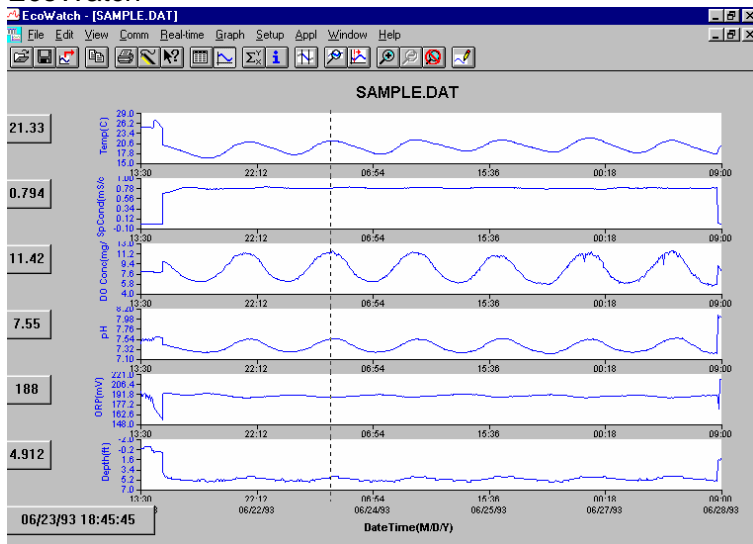 EcoWatch
EcoWatch - [SAMPLE.DAT]
File Edit View Comm Real-time Graph Setup Appl Window Help
SAMPLE.DAT
21.33
Temp(C)
29.0
26.2
23.4
20.6
17.8
15.0
13:30 22:12 06:54 15:36 00:18 09:00
0.794
SpCond(mS/c
1.00
0.78
0.56
0.34
0.12
-0.10
13:30 22:12 06:54 15:36 00:18 09:00
11.42
DO Conc(mg/
13.0
11.2
9.4
7.6
5.8
4.0
13:30 22:12 06:54 15:36 00:18 09:00
7.55
pH
8.20
7.98
7.76
7.54
7.32
7.10
13:30 22:12 06:54 15:36 00:18 09:00
188
ORP(mV)
221.0
206.4
191.8
177.2
162.6
148.0
13:30 22:12 06:54 15:36 00:18 09:00
4.912
Depth(ft)
-2.0
-0.2
1.6
3.4
5.2
7.0
13:30 22:12 06:54 15:36 00:18 09:00
06/23/93 18:45:45
06/22/93 06/24/93 06/25/93 06/27/93 06/28/93
DateTime(M/D/Y)